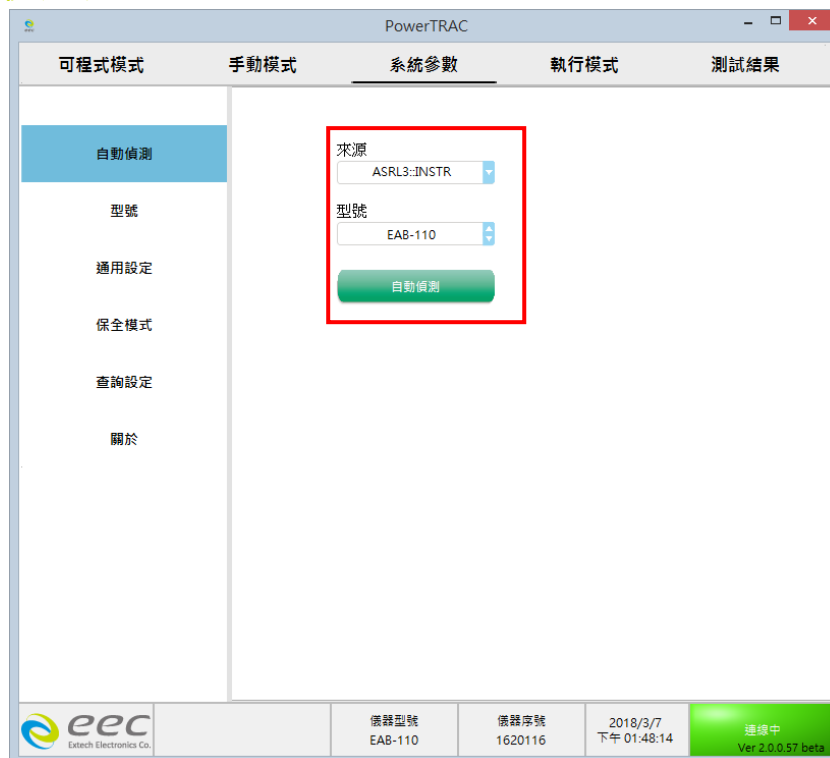 PowerTRAC
可程式模式 手動模式 系統參數 執行模式 測試結果
自動偵測
型號
通用設定
保全模式
查詢設定
關於
來源
ASRL3::INSTR
型號
EAB-110
自動偵測
eec
Extech Electronics Co.
儀器型號
EAB-110
儀器序號
1620116
2018/3/7
下午 01:48:14
連線中
Ver 2.0.0.57 beta